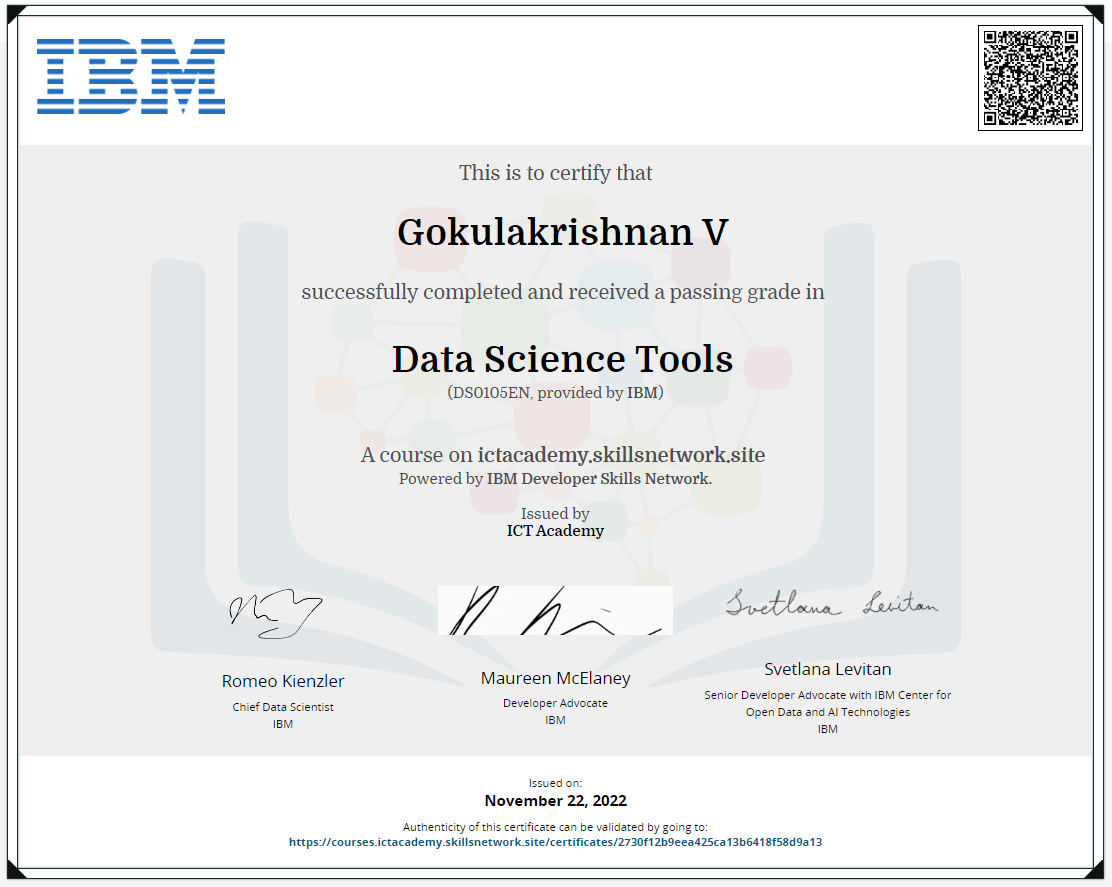 IBM
This is to certify that
Gokulakrishnan V
successfully completed and received a passing grade in
Data Science Tools
(DS0105EN, provided by IBM)
A course on ictacademy.skillsnetwork.site
Powered by IBM Developer Skills Network.
Issued by
ICT Academy
Svetlana Levitan
Romeo Kienzler
Chief Data Scientist
IBM
Maureen McElaney
Developer Advocate
IBM
Svetlana Levitan
Senior Developer Advocate with IBM Center for
Open Data and AI Technologies
IBM
Issued on:
November 22, 2022
Authenticity of this certificate can be validated by going to:
https://courses.ictacademy.skillsnetwork.site/certificates/2730f12b9eea425ca13b6418f58d9a13